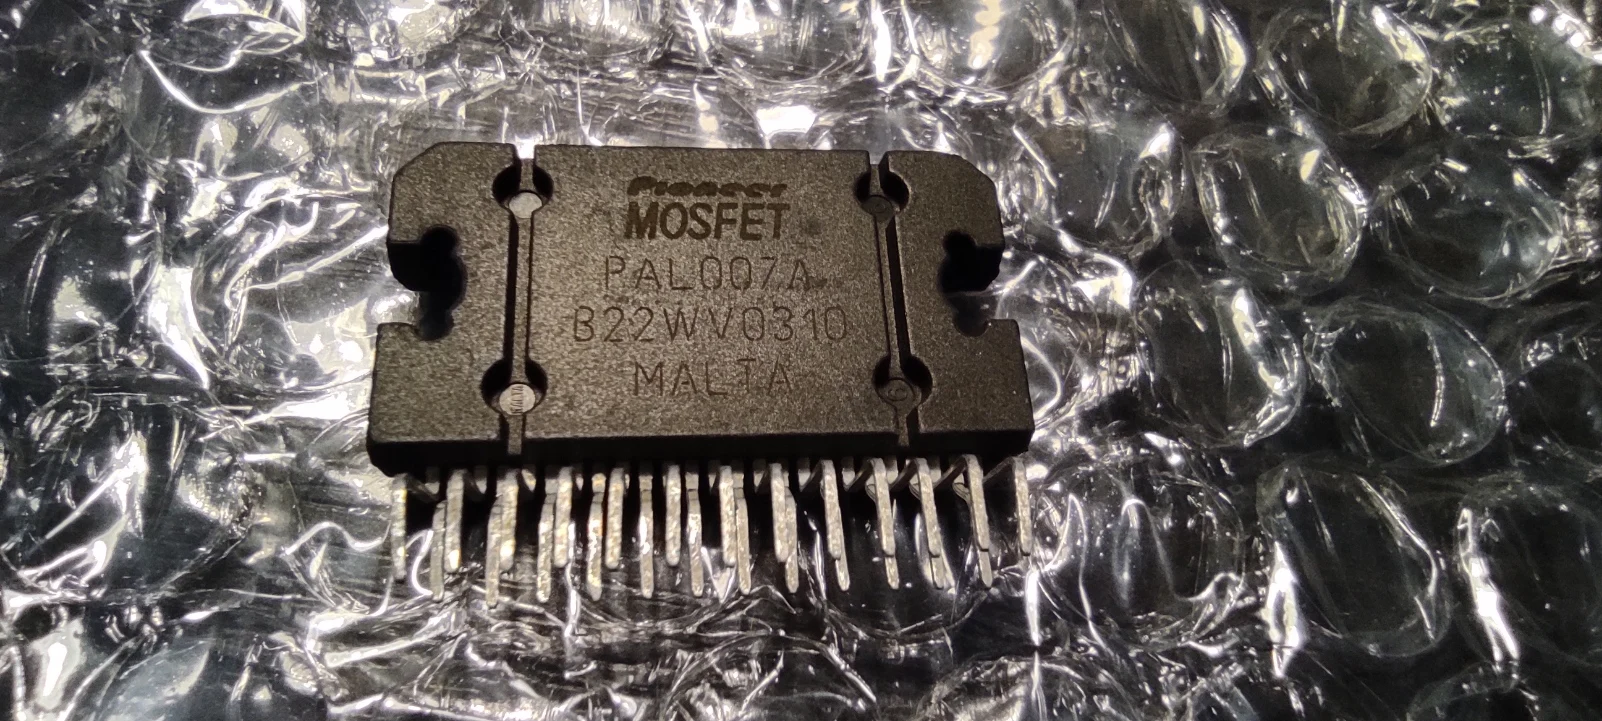 Pioneer
MOSFET
PAL007A
B22WV0310
MALTA